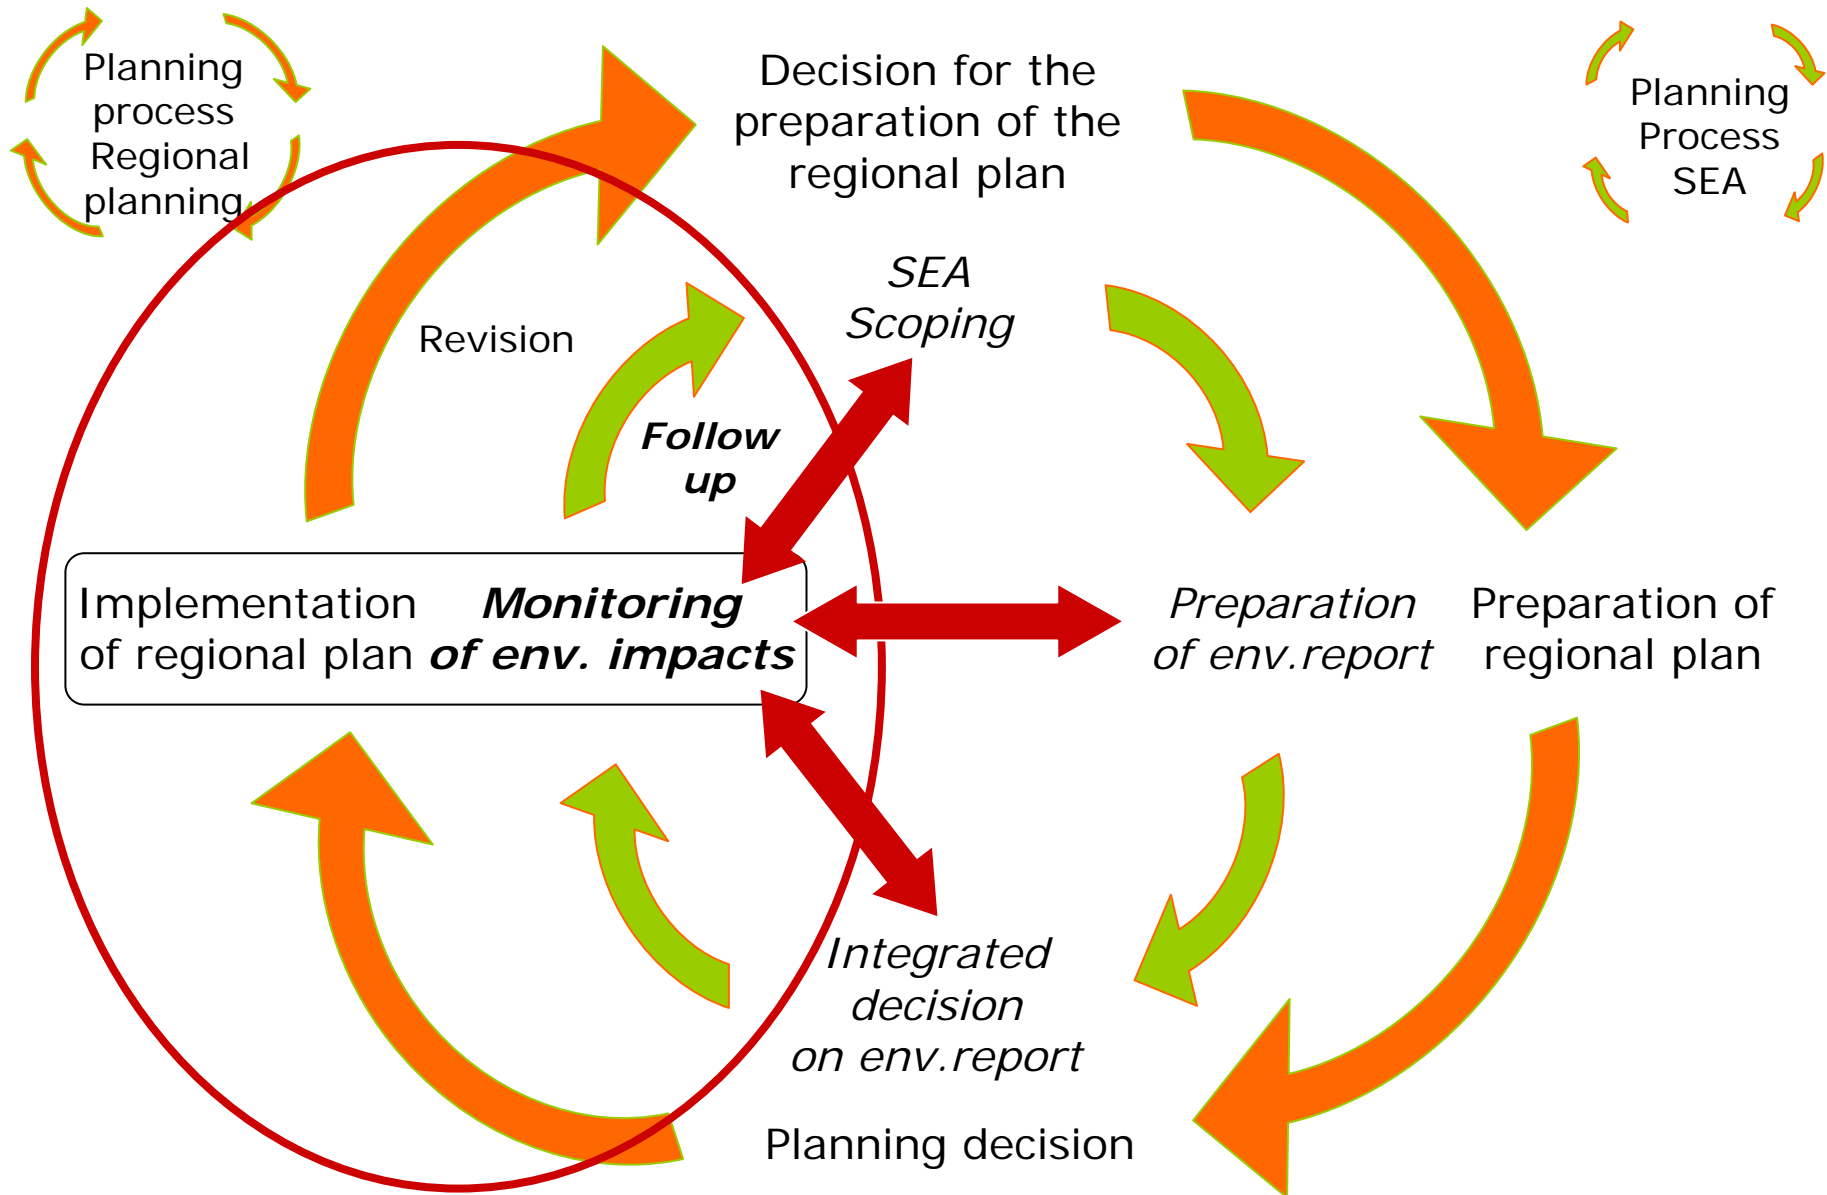 Planning
process
Regional
planning
Decision for the
preparation of the
regional plan
Planning
Process
SEA
SEA
Scoping
Revision
Follow
up
Implementation
of regional plan
Monitoring
of env. impacts
Preparation
of env.report
Preparation of
regional plan
Integrated
decision
on env.report
Planning decision